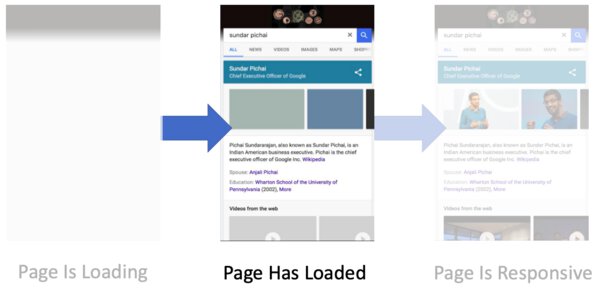 sundar pichai ×
ALL NEWS VIDEOS IMAGES MAPS SHOP
Sundar Pichai
Chief Executive Officer of Google
Pichai Sundararajan, also known as Sundar Pichai, is an
Indian American business executive. Pichai is the chief
executive officer of Google Inc. Wikipedia
Spouse: Anjali Pichai
Education: Wharton School of the University of
Pennsylvania (2002), More
Videos from the web
sundar pichai ×
ALL NEWS VIDEOS IMAGES MAPS SHOP
Sundar Pichai
Chief Executive Officer of Google
Pichai Sundararajan, also known as Sundar Pichai, is an
Indian American business executive. Pichai is the chief
executive officer of Google Inc. Wikipedia
Spouse: Anjali Pichai
Education: Wharton School of the University of
Pennsylvania (2002), More
Videos from the web
Page Is Loading
Page Has Loaded
Page Is Responsive